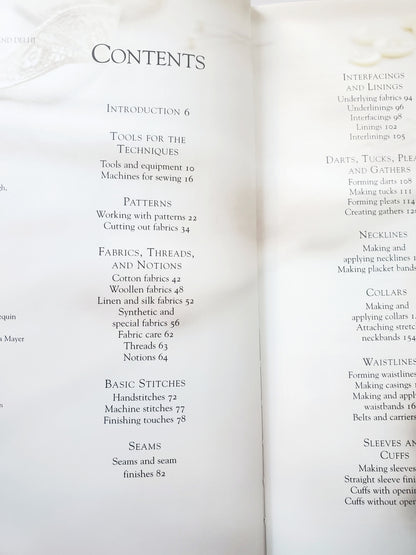 AND DELHI
CONTENTS
INTRODUCTION 6
TOOLS FOR THE
TECHNIQUES
Tools and equipment 10
Machines for sewing 16
PATTERNS
Working with patterns 22
Cutting out fabrics 34
FABRICS, THREADS,
AND NOTIONS
Cotton fabrics 42
Woollen fabrics 48
Linen and silk fabrics 52
Synthetic and
special fabrics 56
Fabric care 62
Threads 63
Notions 64
BASIC STITCHES
Handstitches 72
Machine stitches 77
Finishing touches 78
SEAMS
Seams and seam
finishes 82
Mayer
INTERFACINGS
AND LININGS
Underlying fabrics 94
Underlinings 96
Interfacings 98
Linings 102
Interlinings 105
DARTS, TUCKS,
AND GATHERS
Forming darts 108
Making tucks 111
Forming pleats 114
Creating gathers
NECKLINES
Making and
applying necklines
Making placket bands
COLLARS
Making and
applying collars
Attaching
neckbands 154
WAISTLINES
Forming
Making casings
Making and
waistbands
Belts and carriers
SLEEVES
CUFFS
Making sleeves
Straight sleeve
Cuffs with
Cuffs without